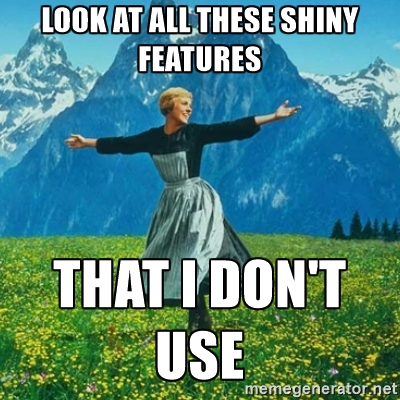 LOOK AT ALL THESE SHINY
FEATURES
THAT I DON'T
USE
memegenerator.net